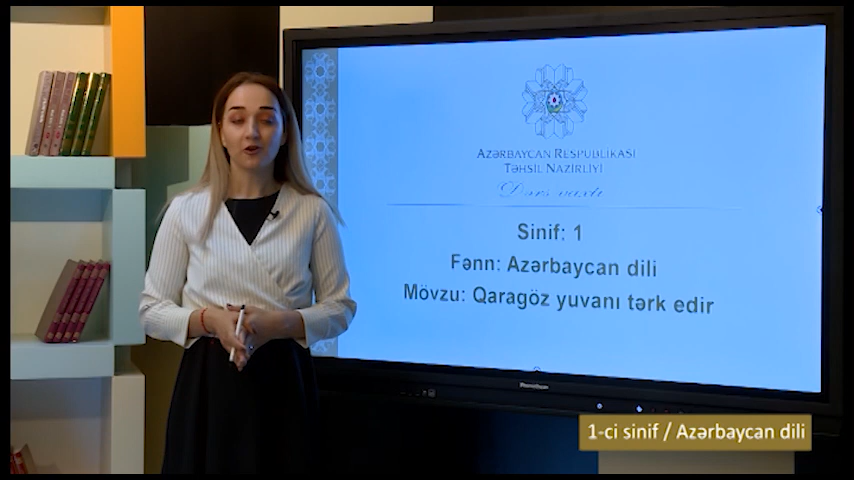 AZƏRBAYCAN RESPUBLİKASI
TƏHSİL NAZİRLİYİ
Dərs vaxtı
Sinif: 1
Fənn: Azərbaycan dili
Mövzu: Qaragöz yuvanı tərk edir
Promethean
1-ci sinif / Azərbaycan dili